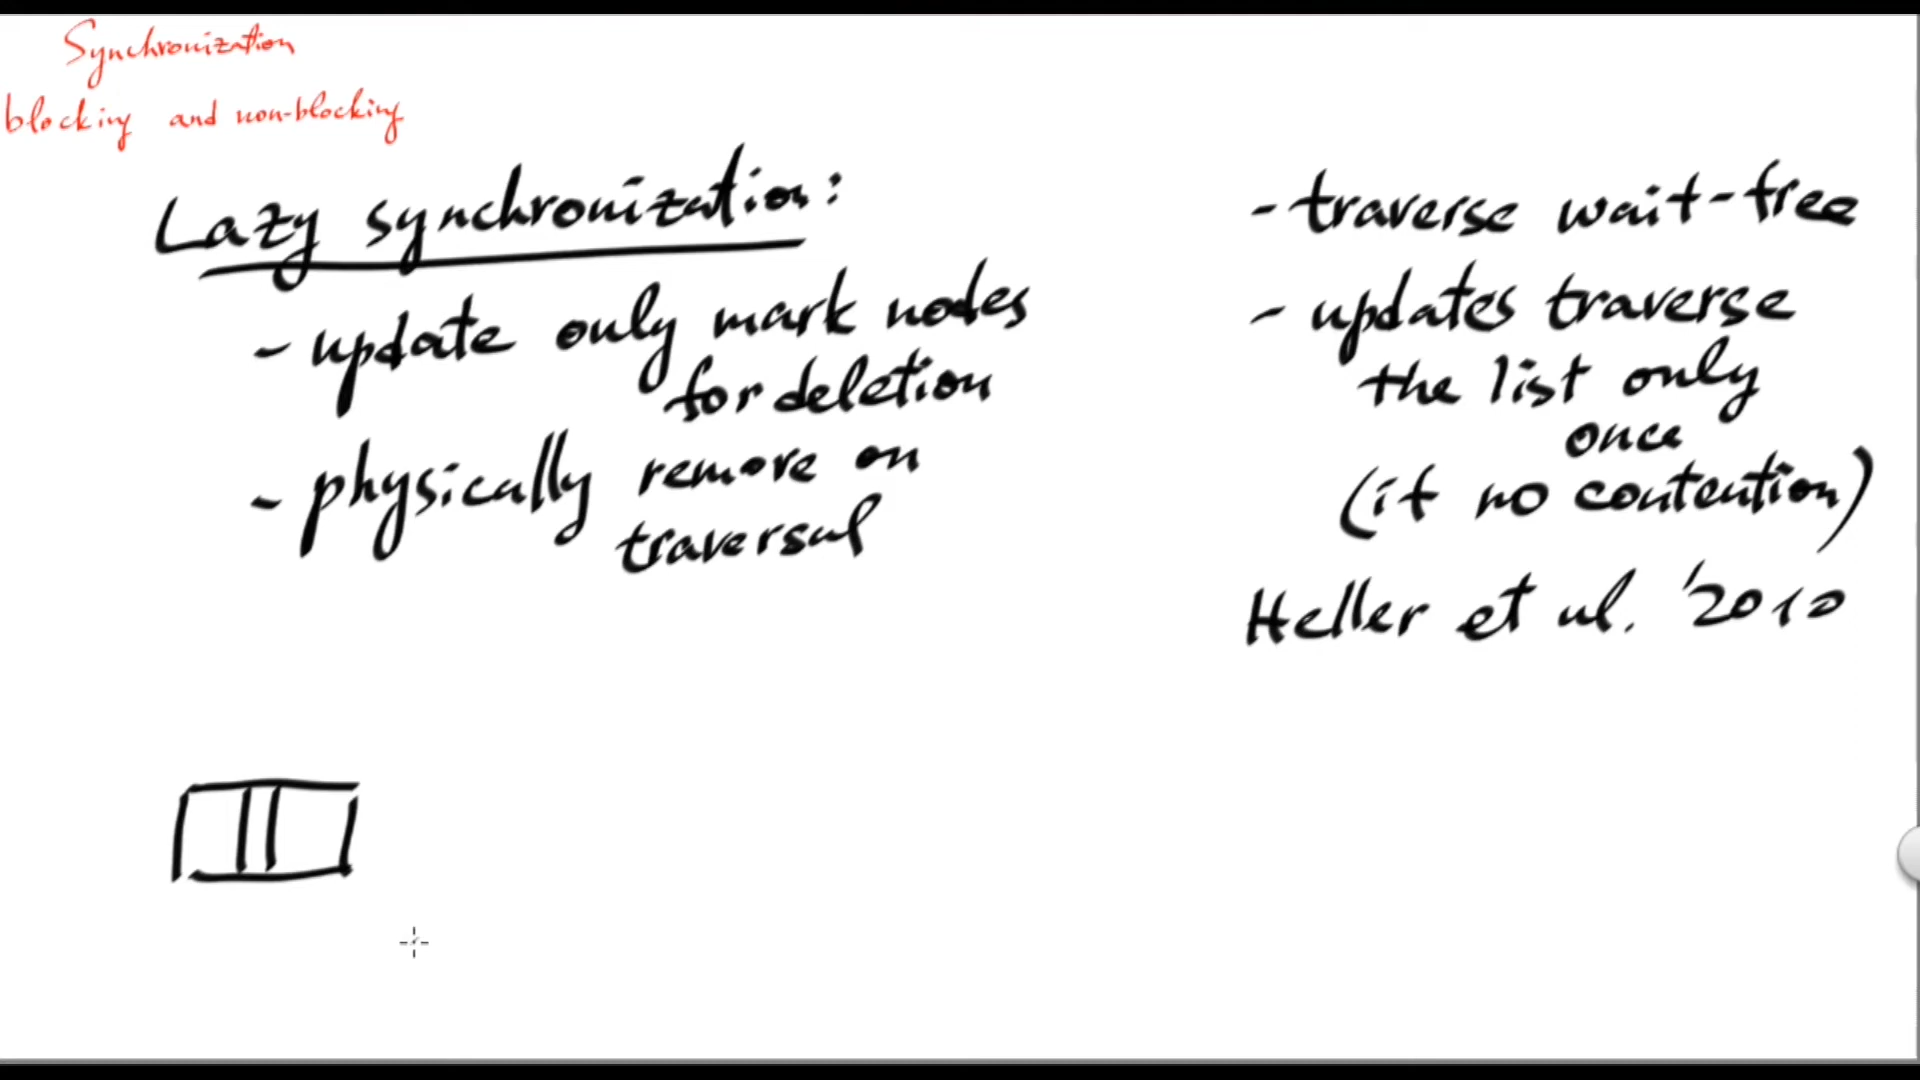 Synchronization
blocking and non-blocking
Lazy synchronization:
- update only mark nodes
for deletion
- physically remove on
traversal
- traverse wait-free
- updates traverse
the list only
once
(if no contention)
Heller et al. '2010